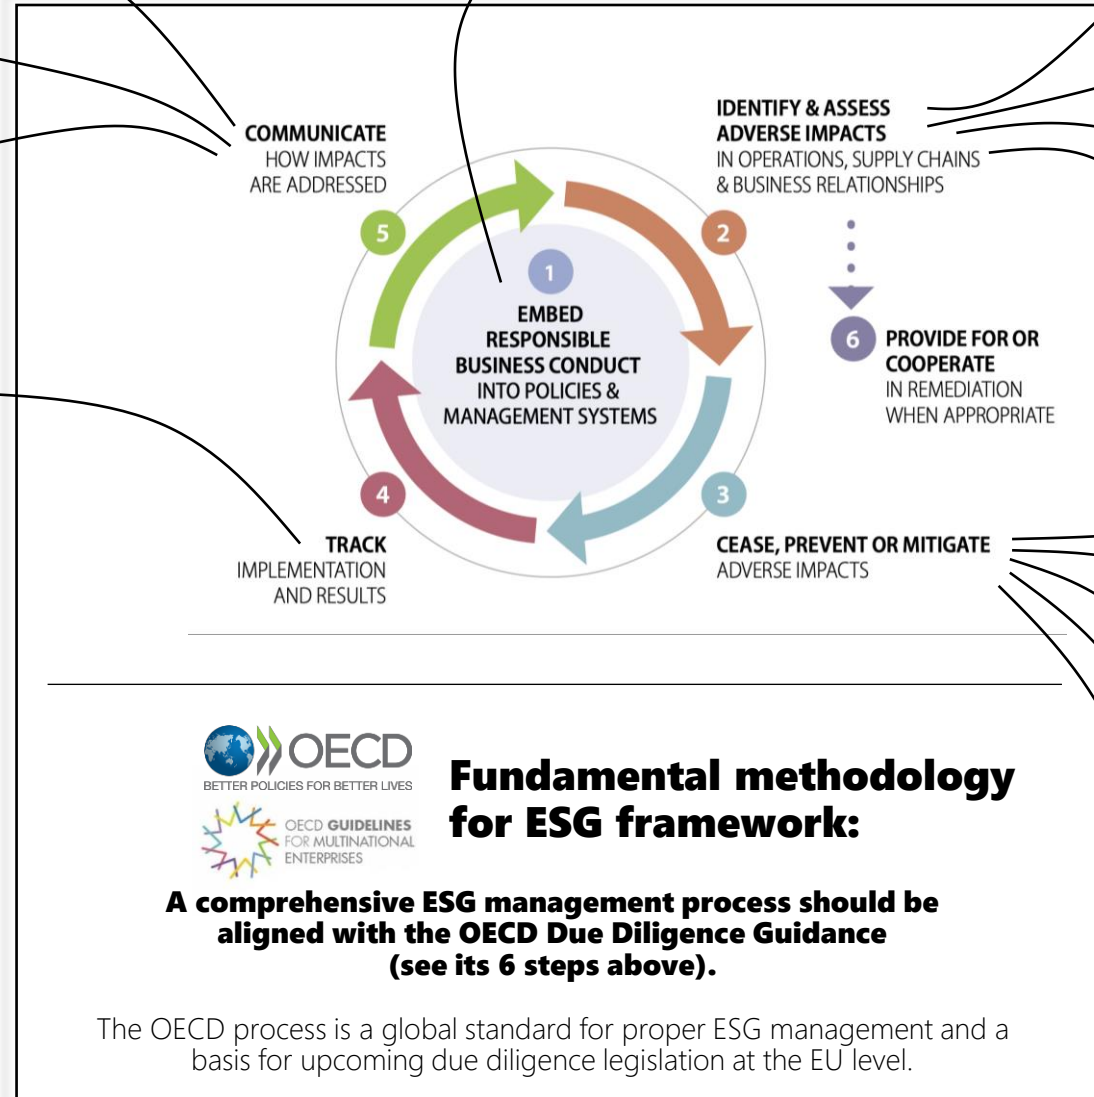 COMMUNICATE
HOW IMPACTS
ARE ADDRESSED
5
IDENTIFY & ASSESS
ADVERSE IMPACTS
IN OPERATIONS, SUPPLY CHAINS
& BUSINESS RELATIONSHIPS
2
1
EMBED
RESPONSIBLE
BUSINESS CONDUCT
INTO POLICIES &
MANAGEMENT SYSTEMS
6
PROVIDE FOR OR
COOPERATE
IN REMEDIATION
WHEN APPROPRIATE
4
TRACK
IMPLEMENTATION
AND RESULTS
3
CEASE, PREVENT OR MITIGATE
ADVERSE IMPACTS
OECD
BETTER POLICIES FOR BETTER LIVES
OECD GUIDELINES
FOR MULTINATIONAL
ENTERPRISES
Fundamental methodology
for ESG framework:
A comprehensive ESG management process should be
aligned with the OECD Due Diligence Guidance
(see its 6 steps above).
The OECD process is a global standard for proper ESG management and a
basis for upcoming due diligence legislation at the EU level.